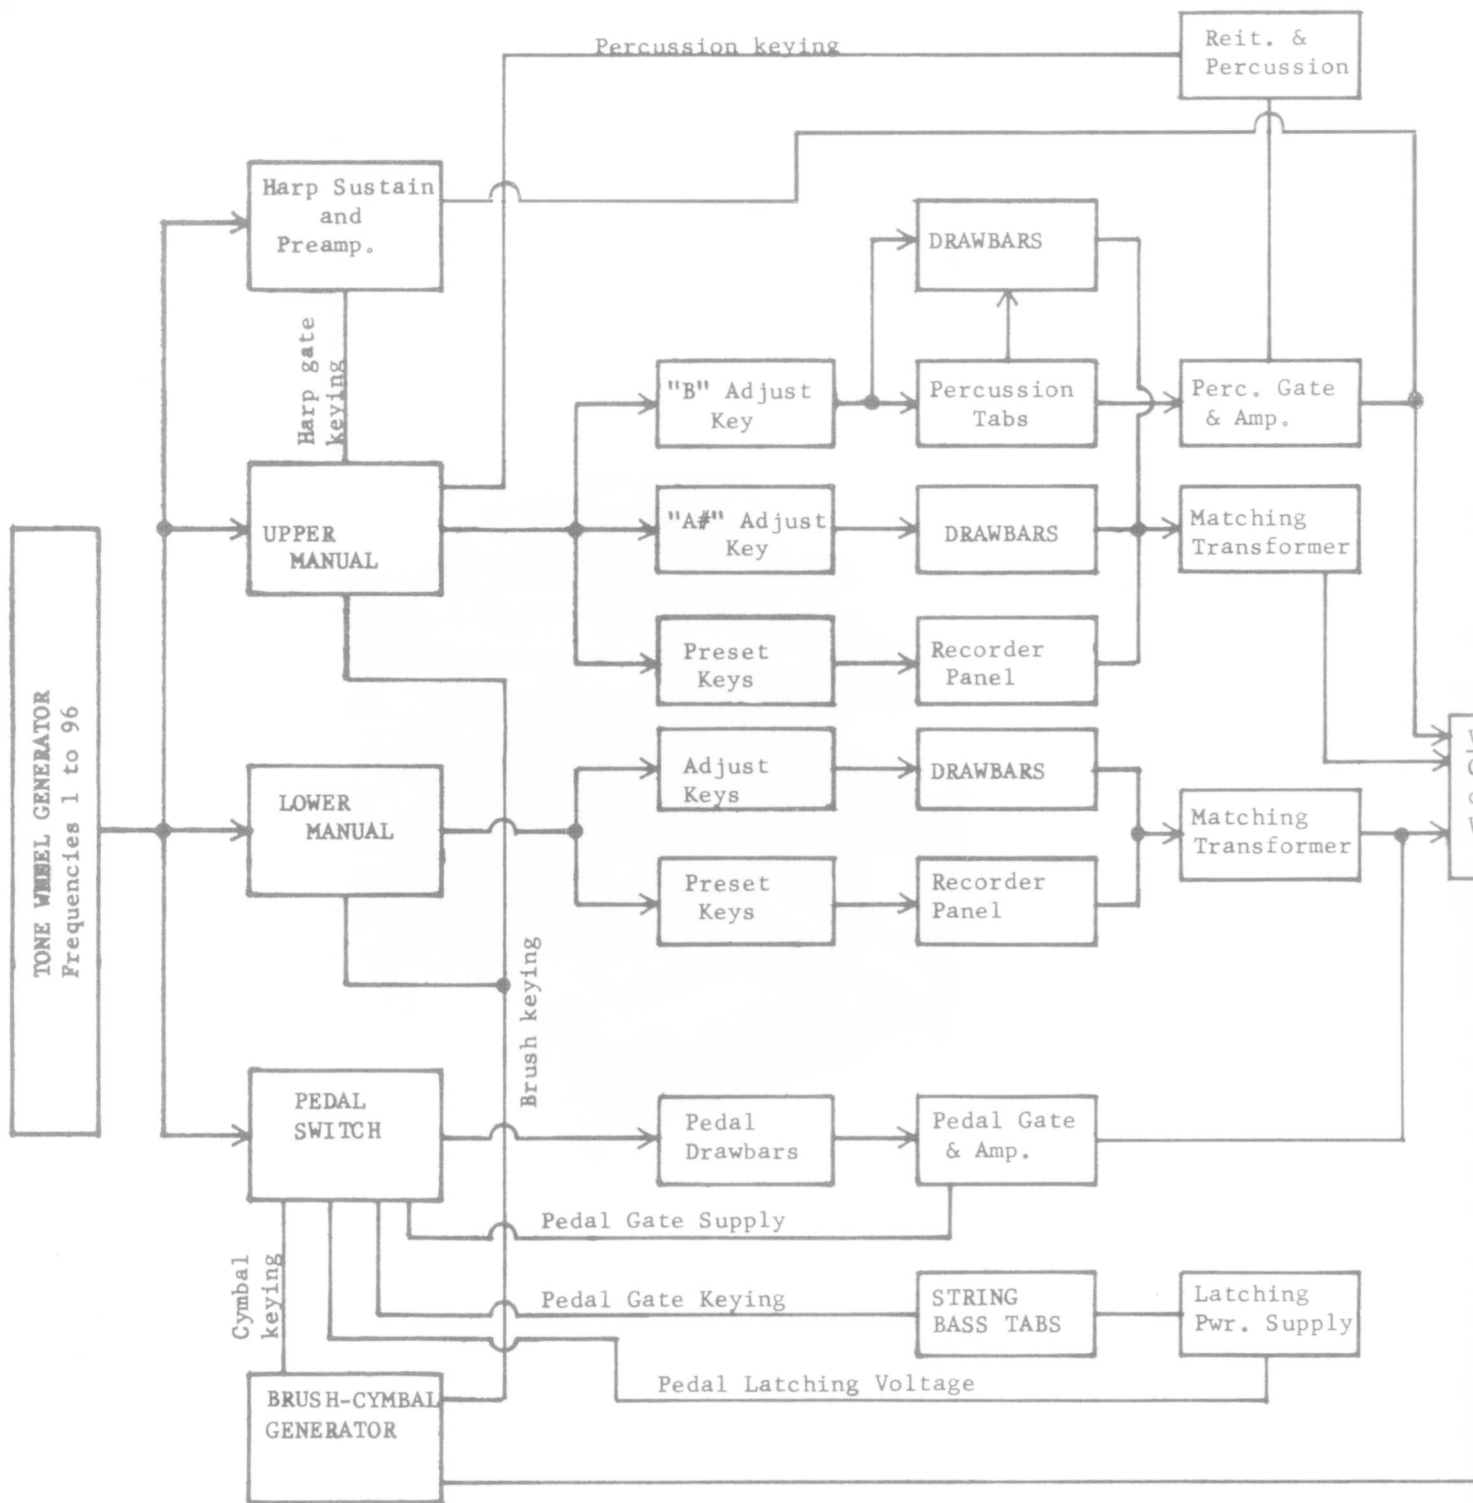 Percussion keying
Reit. &
Percussion
Harp Sustain
and
Preamp.
DRAWBARS
Harp gate
keying
"B" Adjust
Key
Percussion
Tabs
Perc. Gate
& Amp.
UPPER
MANUAL
"A#" Adjust
Key
DRAWBARS
Matching
Transformer
Preset
Keys
Recorder
Panel
TONE WHEEL GENERATOR
Frequencies 1 to 96
LOWER
MANUAL
Adjust
Keys
DRAWBARS
Matching
Transformer
Preset
Keys
Recorder
Panel
Brush keying
PEDAL
SWITCH
Pedal
Drawbars
Pedal Gate
& Amp.
Pedal Gate Supply
Cymbal
keying
Pedal Gate Keying
STRING
BASS TABS
Latching
Pwr. Supply
Pedal Latching Voltage
BRUSH-CYMBAL
GENERATOR